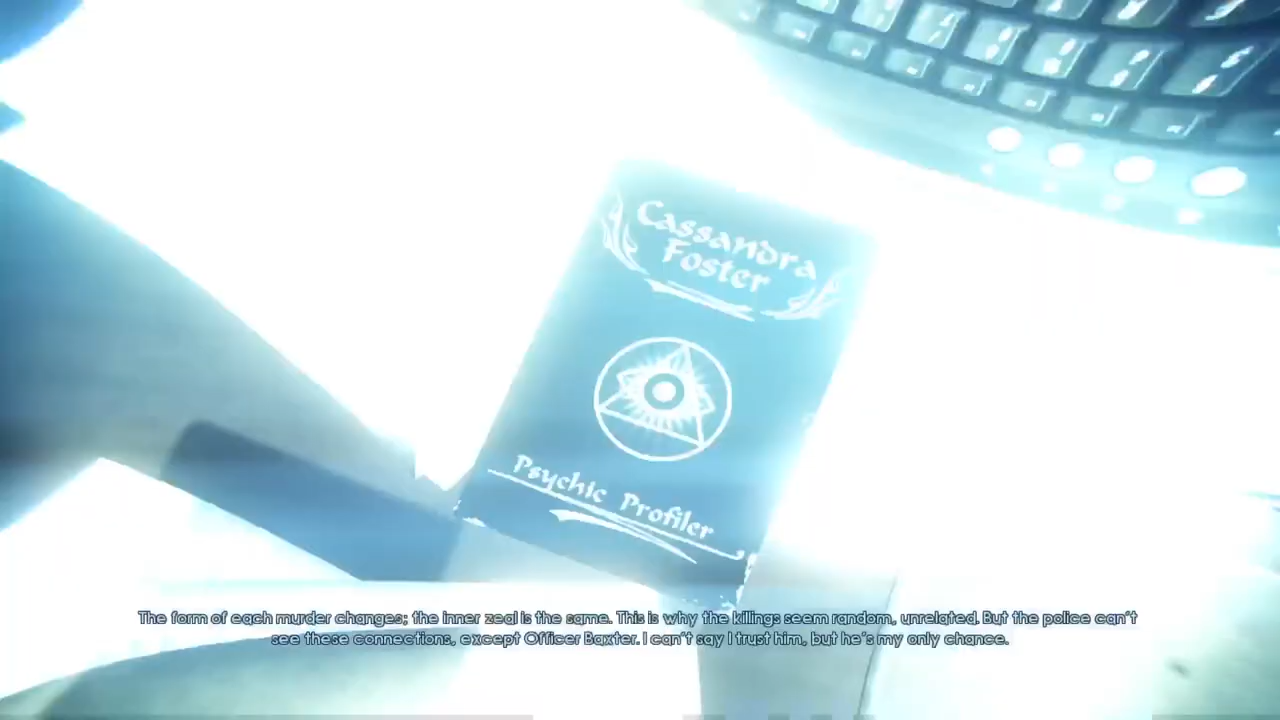 Cassandra
Foster
Psychic Profiler
The form of each murder changes; the inner zeal is the same. This is why the killings seem random, unrelated. But the police can't
see these connections, except Officer Baxter. I can't say I trust him, but he's my only chance.